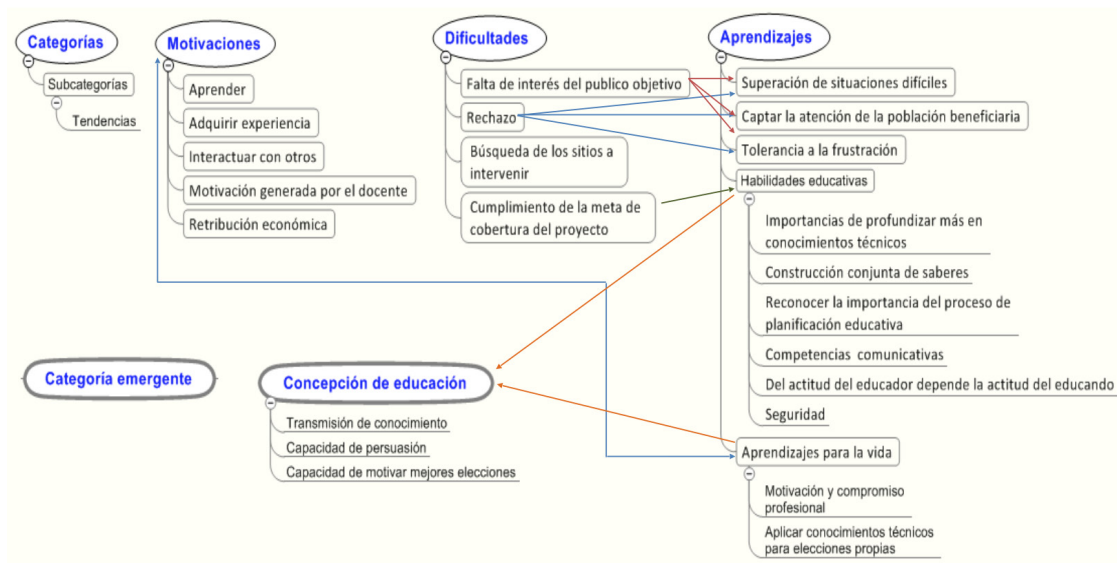 Categorías
Subcategorías
Tendencias
Motivaciones
Aprender
Adquirir experiencia
Interactuar con otros
Motivación generada por el docente
Retribución económica
Dificultades
Falta de interés del publico objetivo
Rechazo
Búsqueda de los sitios a
intervenir
Cumplimiento de la meta de
cobertura del proyecto
Aprendizajes
Superación de situaciones difíciles
Captar la atención de la población beneficiaria
Tolerancia a la frustración
Habilidades educativas
Importancias de profundizar más en
conocimientos técnicos
Construcción conjunta de saberes
Reconocer la importancia del proceso de
planificación educativa
Competencias comunicativas
Del actitud del educador depende la actitud del educando
Seguridad
Aprendizajes para la vida
Motivación y compromiso
profesional
Aplicar conocimientos técnicos
para elecciones propias
Categoría emergente
Concepción de educación
Transmisión de conocimiento
Capacidad de persuasión
Capacidad de motivar mejores elecciones